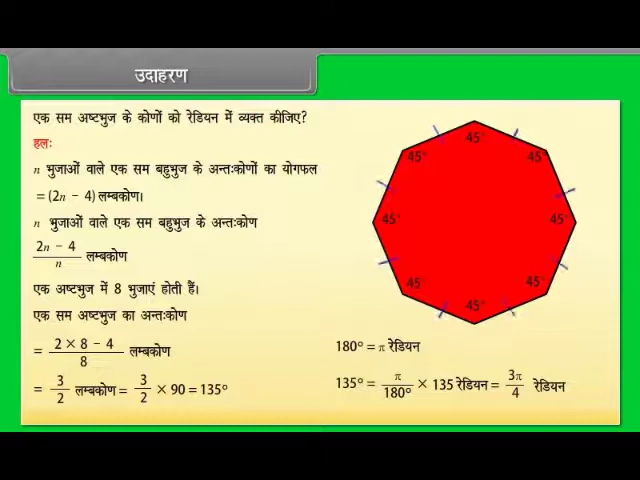 उदाहरण
एक सम अष्टभुज के कोणों को रेडियन में व्यक्त कीजिए?
हलः
n भुजाओं वाले एक सम बहुभुज के अन्तःकोणों का योगफल
= (2n − 4) लम्बकोण।
n भुजाओं वाले एक सम बहुभुज के अन्तःकोण
2n − 4
n
लम्बकोण
एक अष्टभुज में 8 भुजाएं होती हैं।
एक सम अष्टभुज का अन्तःकोण
= 2 × 8 − 4 / 8 लम्बकोण
= 3/2 लम्बकोण = 3/2 × 90 = 135°
45°
45°
45°
45°
45°
45°
45°
45°
180° = π रेडियन
135° = π/180° × 135 रेडियन = 3π/4 रेडियन